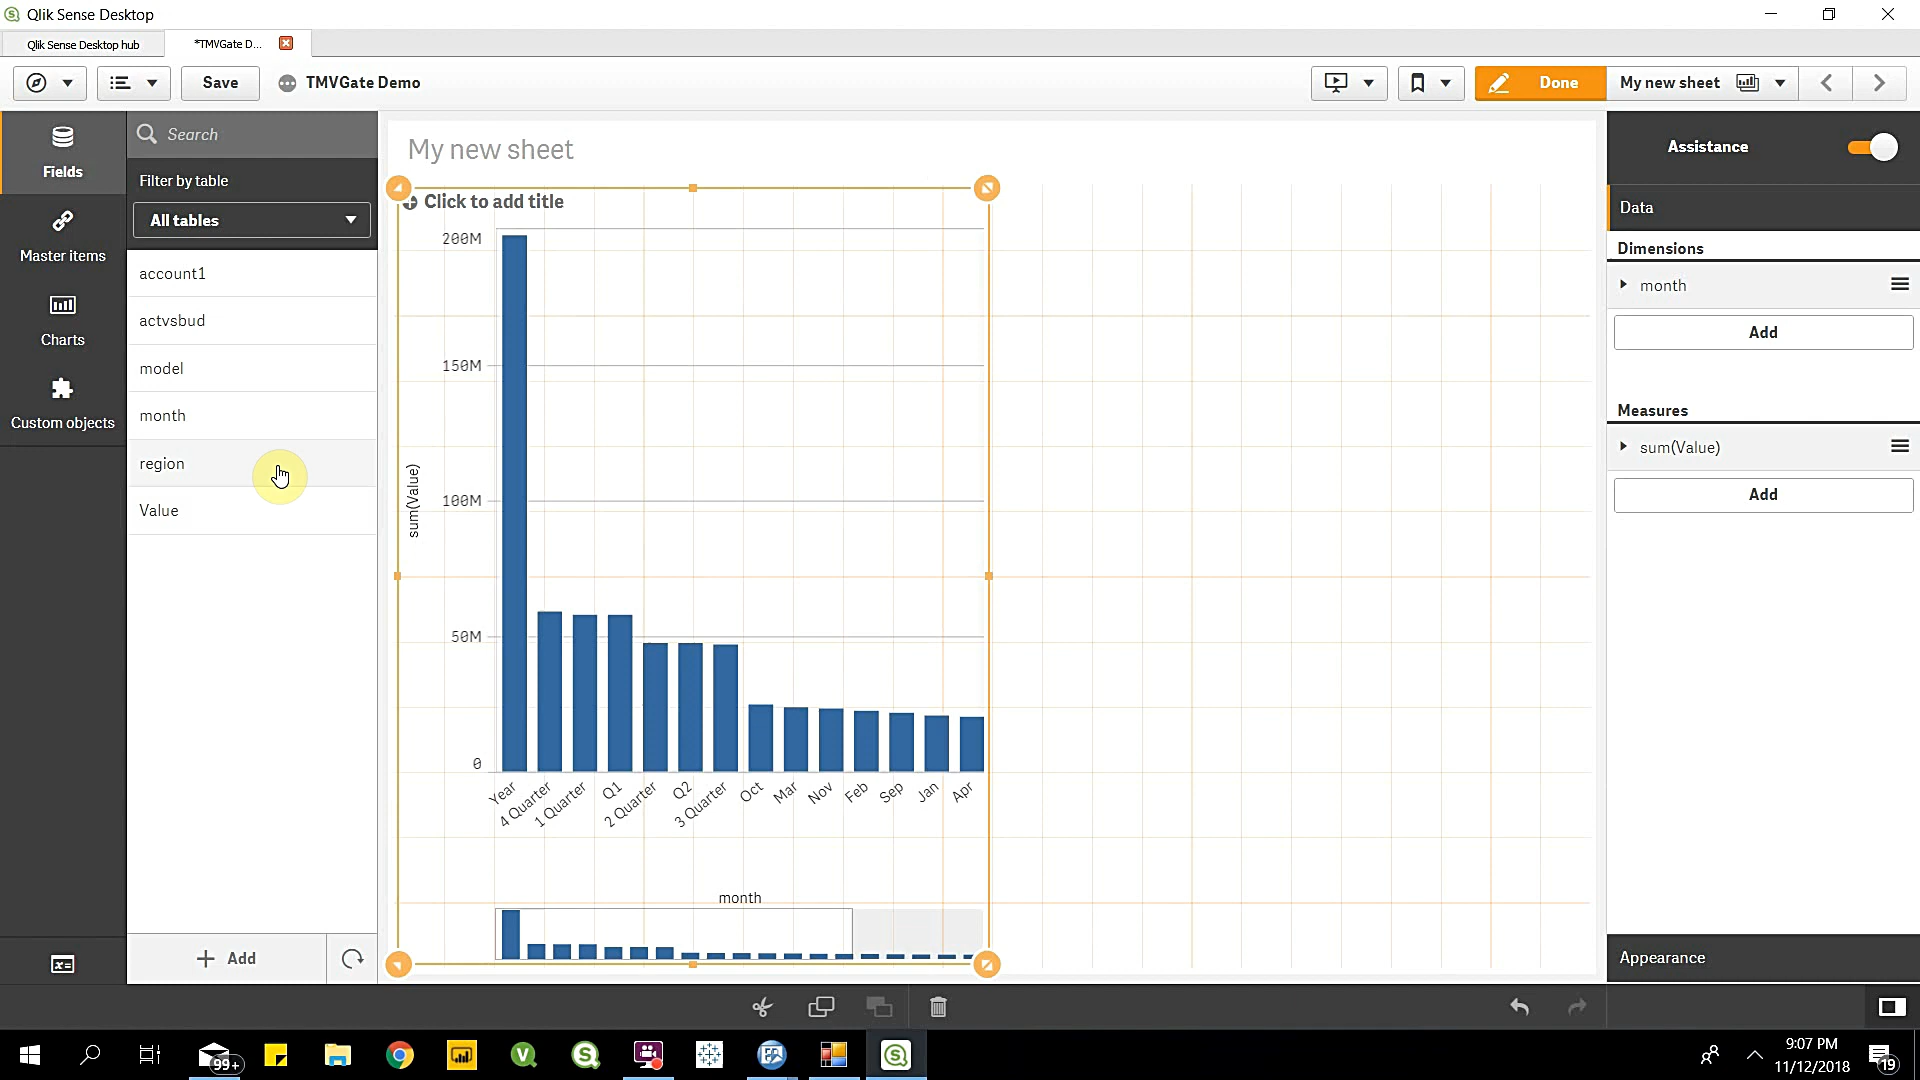 Qlik Sense Desktop
Qlik Sense Desktop hub
*TMVGate D...
Save
TMVGate Demo
Done
My new sheet
Fields
Master items
Charts
Custom objects
Search
Filter by table
All tables
account1
actvsbud
model
month
region
Value
Add
My new sheet
Click to add title
sum(Value)
200M
150M
100M
50M
0
Year
4 Quarter
1 Quarter
Q1
2 Quarter
Q2
3 Quarter
Oct
Mar
Nov
Feb
Sep
Jan
Apr
month
Assistance
Data
Dimensions
month
Add
Measures
sum(Value)
Add
Appearance
99+
9:07 PM
11/12/2018
19